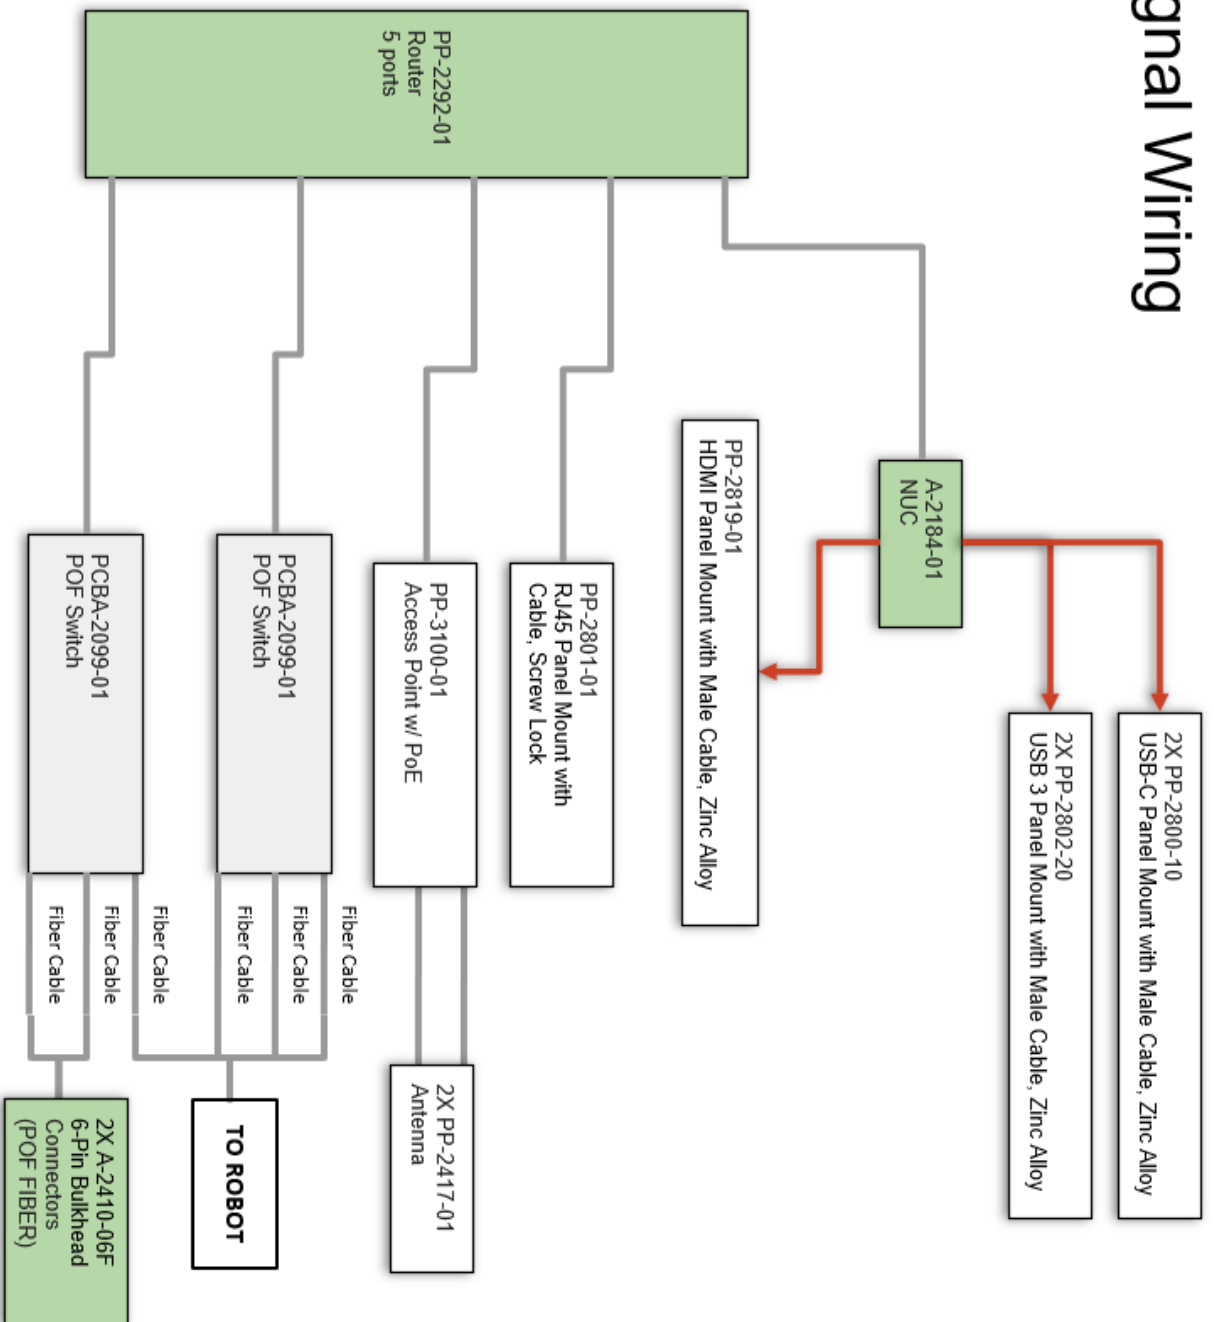 gnal Wiring
PP-2292-01
Router
5 ports
A-2184-01
NUC
2X PP-2800-10
USB-C Panel Mount with Male Cable, Zinc Alloy
2X PP-2802-20
USB 3 Panel Mount with Male Cable, Zinc Alloy
PP-2819-01
HDMI Panel Mount with Male Cable, Zinc Alloy
PP-2801-01
RJ45 Panel Mount with
Cable, Screw Lock
PP-3100-01
Access Point w/ PoE
2X PP-2417-01
Antenna
PCBA-2099-01
POF Switch
Fiber Cable
Fiber Cable
Fiber Cable
TO ROBOT
PCBA-2099-01
POF Switch
Fiber Cable
Fiber Cable
Fiber Cable
2X A-2410-06F
6-Pin Bulkhead
Connectors
(POF FIBER)